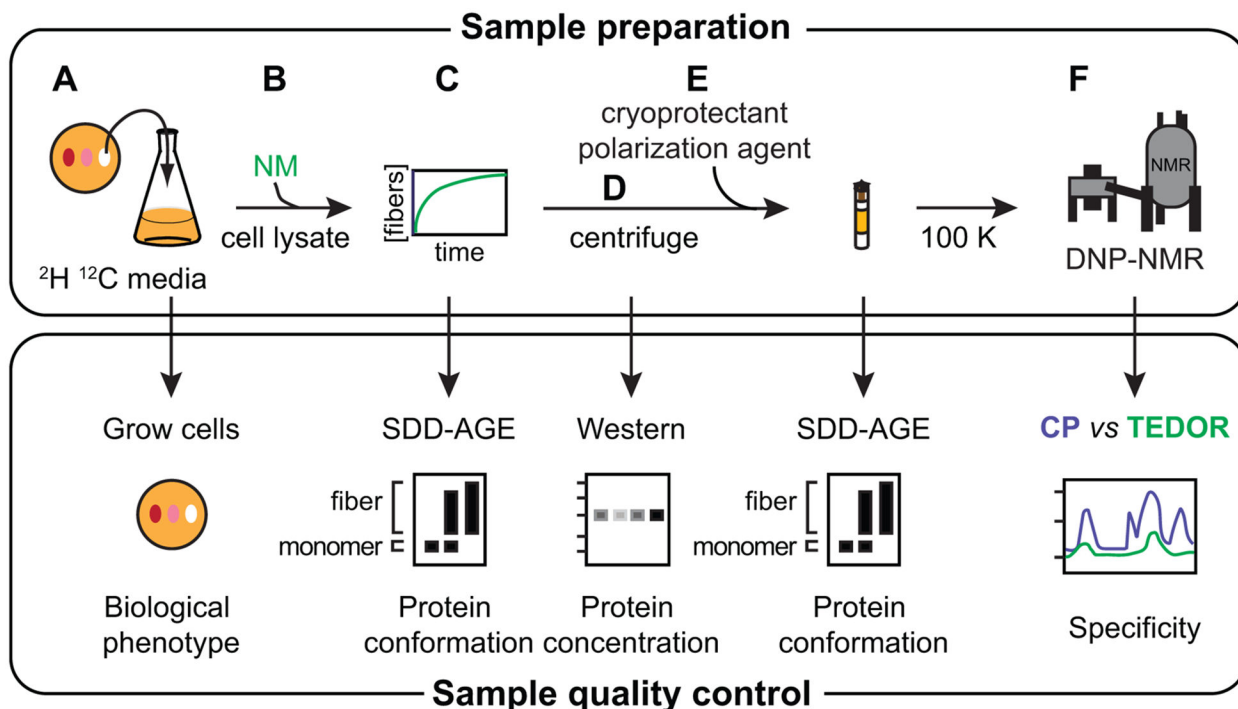 Sample preparation
A
B
C
E
F
cryoprotectant
polarization agent
NM
D
NMR
[fibers]
cell lysate
time
centrifuge
100 K
DNP-NMR
²H ¹²C media
Grow cells
SDD-AGE
Western
SDD-AGE
CP vs TEDOR
fiber
monomer
fiber
monomer
Biological
phenotype
Protein
conformation
Protein
concentration
Protein
conformation
Specificity
Sample quality control